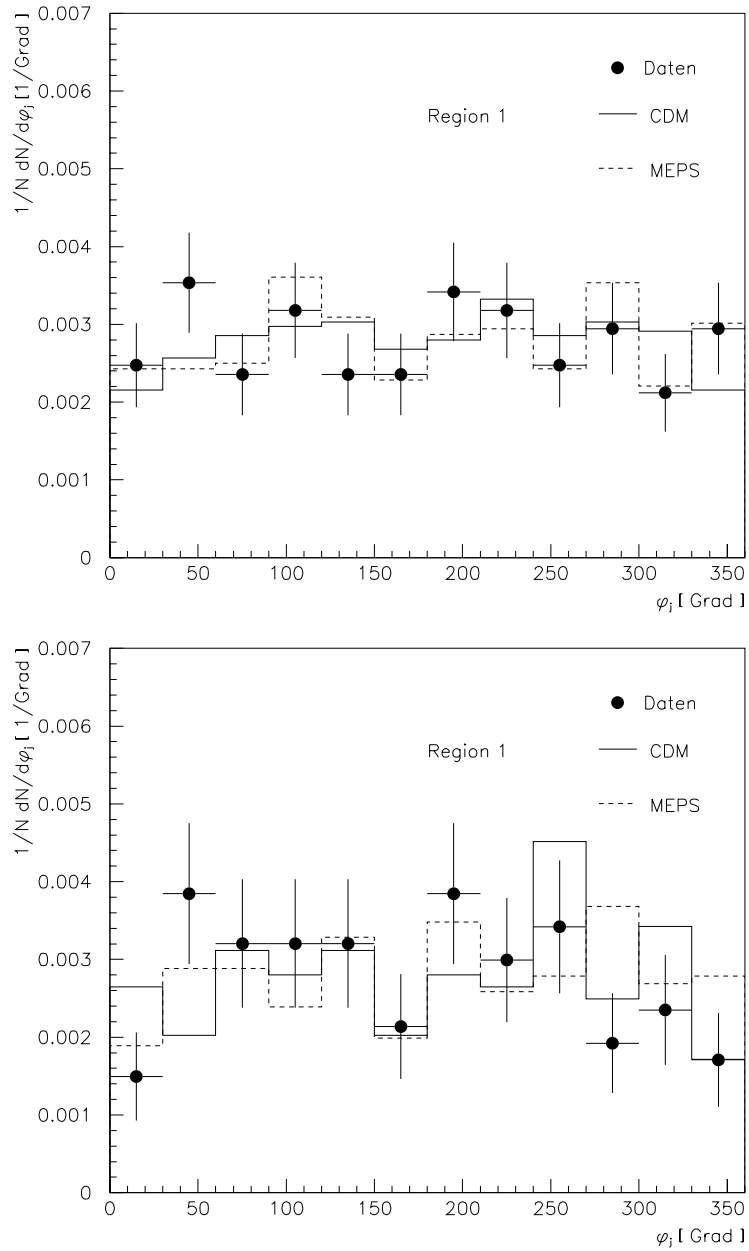 1/N dN/dφj [1/Grad]
0.007
Daten
0.006
Region 1
CDM
MEPS
0.005
0.004
0.003
0.002
0.001
0
0 50 100 150 200 250 300 350
φj [ Grad ]
1/N dN/dφj [1/Grad]
0.007
Daten
0.006
Region 1
CDM
MEPS
0.005
0.004
0.003
0.002
0.001
0
0 50 100 150 200 250 300 350
φj [ Grad ]